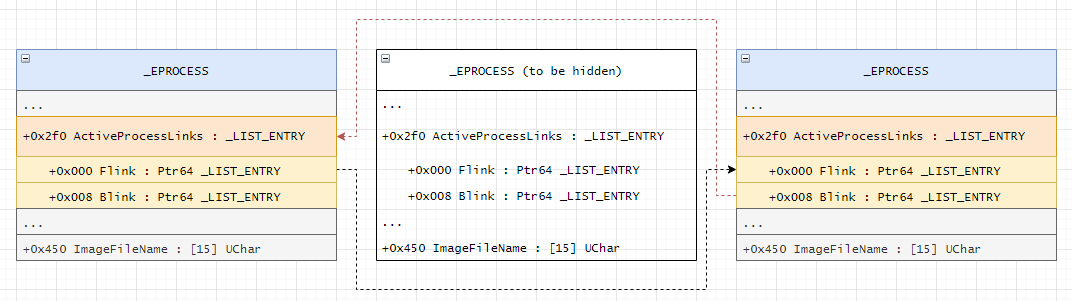 _EPROCESS
...
+0x2f0 ActiveProcessLinks : _LIST_ENTRY
+0x000 Flink : Ptr64 _LIST_ENTRY
+0x008 Blink : Ptr64 _LIST_ENTRY
...
+0x450 ImageFileName : [15] UChar
_EPROCESS (to be hidden)
...
+0x2f0 ActiveProcessLinks : _LIST_ENTRY
+0x000 Flink : Ptr64 _LIST_ENTRY
+0x008 Blink : Ptr64 _LIST_ENTRY
...
+0x450 ImageFileName : [15] UChar
_EPROCESS
...
+0x2f0 ActiveProcessLinks : _LIST_ENTRY
+0x000 Flink : Ptr64 _LIST_ENTRY
+0x008 Blink : Ptr64 _LIST_ENTRY
...
+0x450 ImageFileName : [15] UChar